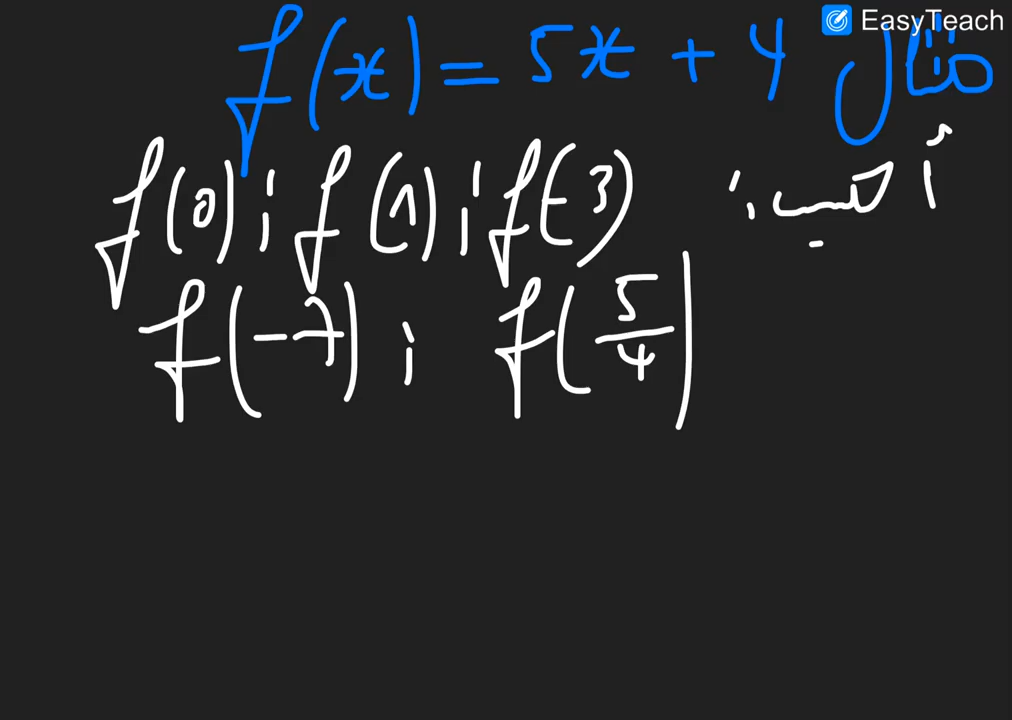 EasyTeach
مثال f(x) = 5x + 4
أحسب: f(0) ; f(1) ; f(-3)
f(-7) ; f(5/4)